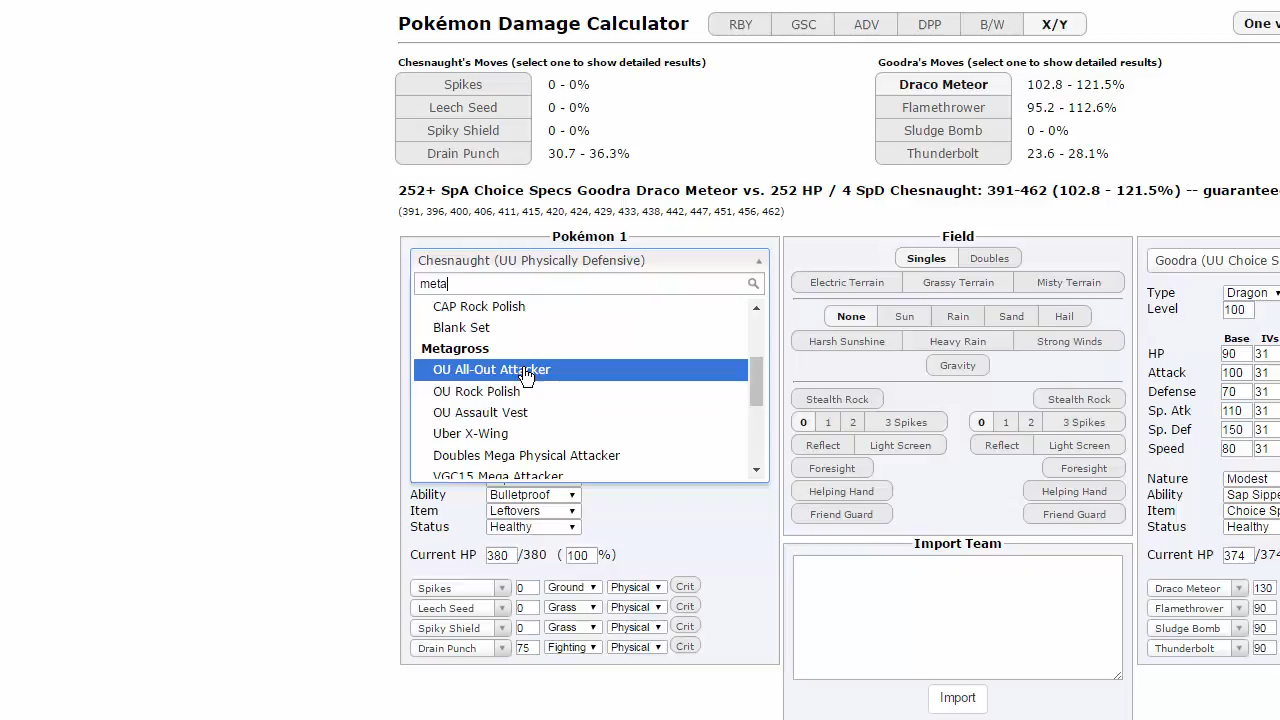 Pokémon Damage Calculator RBY GSC ADV DPP B/W X/Y One v
Chesnaught's Moves (select one to show detailed results) Goodra's Moves (select one to show detailed results)
Spikes 0 - 0% Draco Meteor 102.8 - 121.5%
Leech Seed 0 - 0% Flamethrower 95.2 - 112.6%
Spiky Shield 0 - 0% Sludge Bomb 0 - 0%
Drain Punch 30.7 - 36.3% Thunderbolt 23.6 - 28.1%
252+ SpA Choice Specs Goodra Draco Meteor vs. 252 HP / 4 SpD Chesnaught: 391-462 (102.8 - 121.5%) -- guarantee
(391, 396, 400, 406, 411, 415, 420, 424, 429, 433, 438, 442, 447, 451, 456, 462)
Pokémon 1
Chesnaught (UU Physically Defensive)
meta
CAP Rock Polish
Blank Set
Metagross
OU All-Out Attacker
OU Rock Polish
OU Assault Vest
Uber X-Wing
Doubles Mega Physical Attacker
VGC15 Mega Attacker
Ability Bulletproof
Item Leftovers
Status Healthy
Current HP 380 /380 ( 100 %)
Spikes 0 Ground Physical Crit
Leech Seed 0 Grass Physical Crit
Spiky Shield 0 Grass Physical Crit
Drain Punch 75 Fighting Physical Crit
Field
Singles Doubles
Electric Terrain Grassy Terrain Misty Terrain
None Sun Rain Sand Hail
Harsh Sunshine Heavy Rain Strong Winds
Gravity
Stealth Rock Stealth Rock
0 1 2 3 Spikes 0 1 2 3 Spikes
Reflect Light Screen Reflect Light Screen
Foresight Foresight
Helping Hand Helping Hand
Friend Guard Friend Guard
Import Team
Import
Goodra (UU Choice S
Type Dragon
Level 100
Base IVs
HP 90 31
Attack 100 31
Defense 70 31
Sp. Atk 110 31
Sp. Def 150 31
Speed 80 31
Nature Modest
Ability Sap Sippe
Item Choice Sp
Status Healthy
Current HP 374 /374
Draco Meteor 130
Flamethrower 90
Sludge Bomb 90
Thunderbolt 90